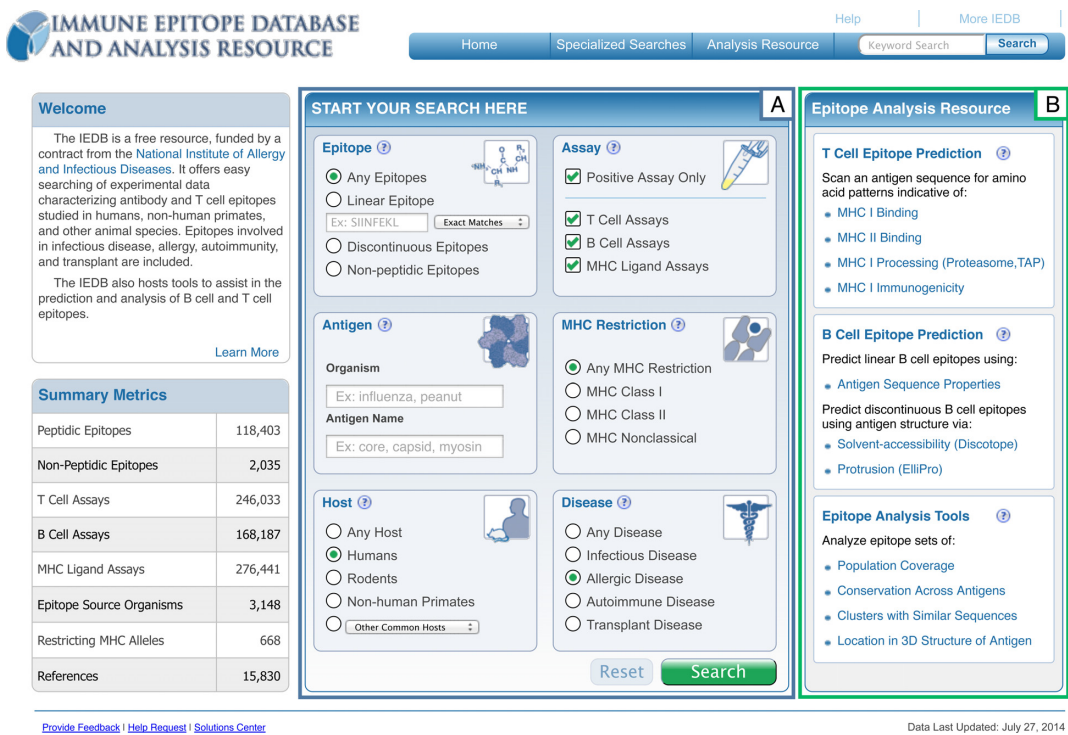 IMMUNE EPITOPE DATABASE
AND ANALYSIS RESOURCE
Help
More IEDB
Home
Specialized Searches
Analysis Resource
Keyword Search
Search
Welcome
The IEDB is a free resource, funded by a
contract from the National Institute of Allergy
and Infectious Diseases. It offers easy
searching of experimental data
characterizing antibody and T cell epitopes
studied in humans, non-human primates,
and other animal species. Epitopes involved
in infectious disease, allergy, autoimmunity,
and transplant are included.
The IEDB also hosts tools to assist in the
prediction and analysis of B cell and T cell
epitopes.
Learn More
Summary Metrics
Peptidic Epitopes 118,403
Non-Peptidic Epitopes 2,035
T Cell Assays 246,033
B Cell Assays 168,187
MHC Ligand Assays 276,441
Epitope Source Organisms 3,148
Restricting MHC Alleles 668
References 15,830
START YOUR SEARCH HERE
A
Epitope ?
Any Epitopes
Linear Epitope
Ex: SIINFEKL Exact Matches
Discontinuous Epitopes
Non-peptidic Epitopes
Assay ?
Positive Assay Only
T Cell Assays
B Cell Assays
MHC Ligand Assays
Antigen ?
Organism
Ex: influenza, peanut
Antigen Name
Ex: core, capsid, myosin
MHC Restriction ?
Any MHC Restriction
MHC Class I
MHC Class II
MHC Nonclassical
Host ?
Any Host
Humans
Rodents
Non-human Primates
Other Common Hosts
Disease ?
Any Disease
Infectious Disease
Allergic Disease
Autoimmune Disease
Transplant Disease
Reset
Search
Epitope Analysis Resource
B
T Cell Epitope Prediction ?
Scan an antigen sequence for amino
acid patterns indicative of:
MHC I Binding
MHC II Binding
MHC I Processing (Proteasome,TAP)
MHC I Immunogenicity
B Cell Epitope Prediction ?
Predict linear B cell epitopes using:
Antigen Sequence Properties
Predict discontinuous B cell epitopes
using antigen structure via:
Solvent-accessibility (Discotope)
Protrusion (ElliPro)
Epitope Analysis Tools ?
Analyze epitope sets of:
Population Coverage
Conservation Across Antigens
Clusters with Similar Sequences
Location in 3D Structure of Antigen
Provide Feedback | Help Request | Solutions Center
Data Last Updated: July 27, 2014